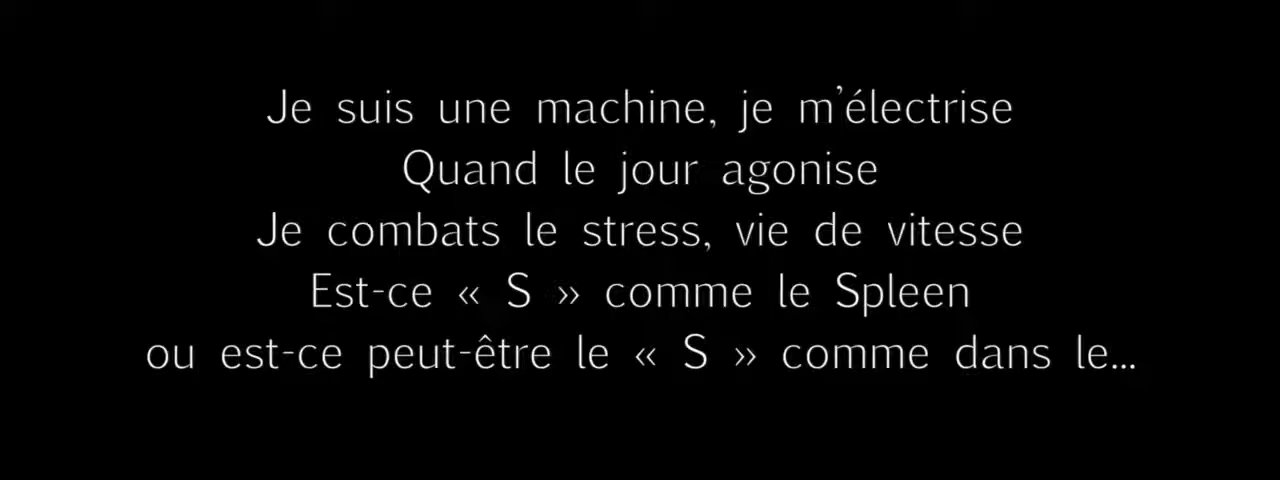 Je suis une machine, je m’électrise
Quand le jour agonise
Je combats le stress, vie de vitesse
Est-ce « S » comme le Spleen
ou est-ce peut-être le « S » comme dans le...